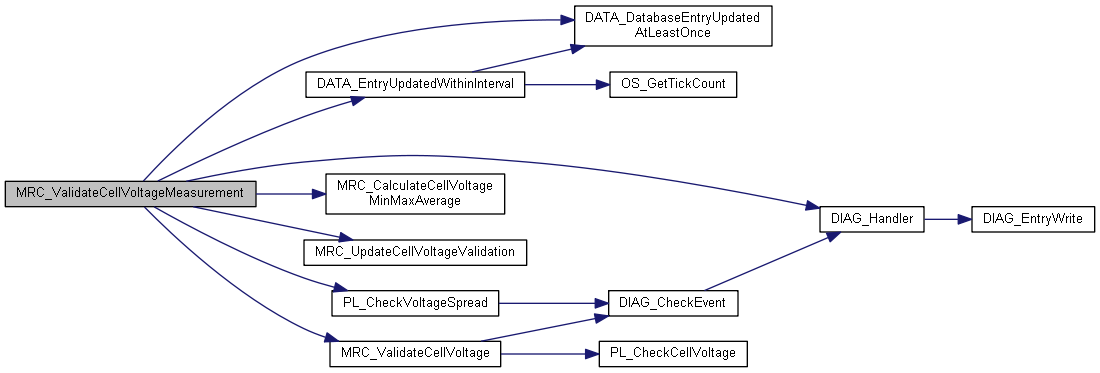 DATA_DatabaseEntryUpdated
AtLeastOnce
DATA_EntryUpdatedWithinInterval
OS_GetTickCount
MRC_ValidateCellVoltageMeasurement
MRC_CalculateCellVoltage
MinMaxAverage
DIAG_Handler
DIAG_EntryWrite
MRC_UpdateCellVoltageValidation
PL_CheckVoltageSpread
DIAG_CheckEvent
MRC_ValidateCellVoltage
PL_CheckCellVoltage